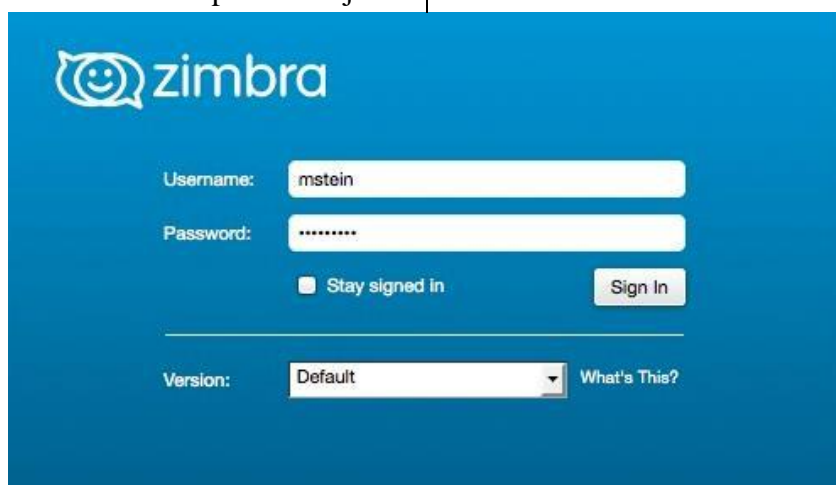 zimbra
Username: mstein
Password: •••••••••
Stay signed in Sign In
Version: Default What's This?